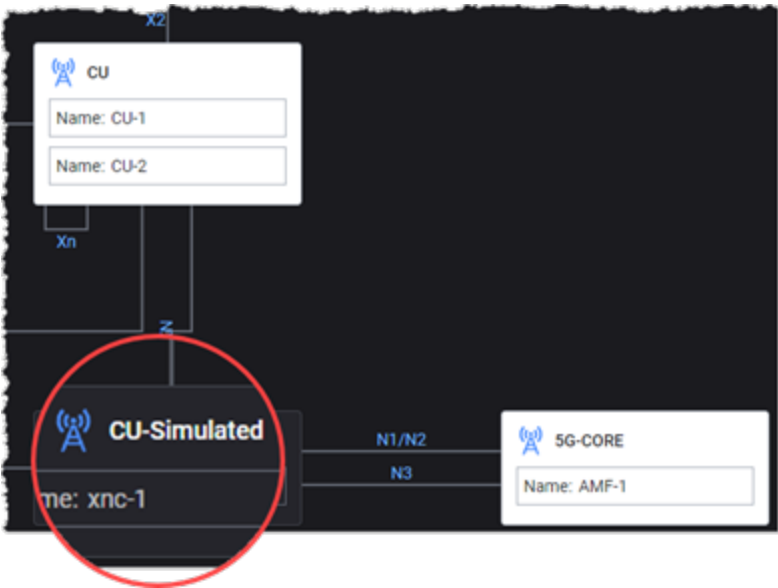 X2
CU
Name: CU-1
Name: CU-2
Xn
CU-Simulated
me: xnc-1
N1/N2
N3
5G-CORE
Name: AMF-1